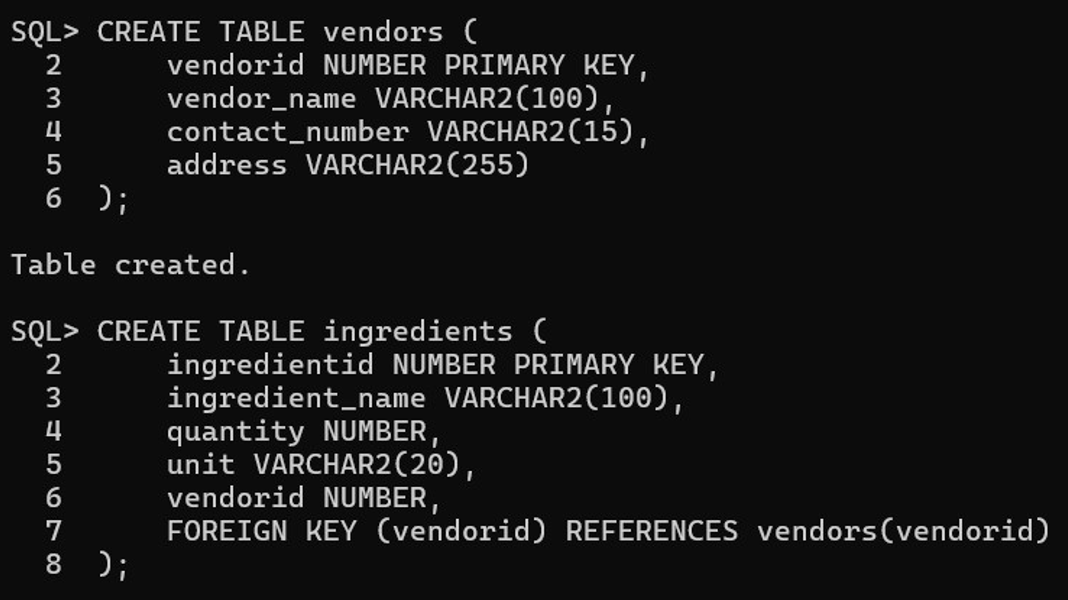 SQL> CREATE TABLE vendors (
  2      vendorid NUMBER PRIMARY KEY,
  3      vendor_name VARCHAR2(100),
  4      contact_number VARCHAR2(15),
  5      address VARCHAR2(255)
  6  );
Table created.
SQL> CREATE TABLE ingredients (
  2      ingredientid NUMBER PRIMARY KEY,
  3      ingredient_name VARCHAR2(100),
  4      quantity NUMBER,
  5      unit VARCHAR2(20),
  6      vendorid NUMBER,
  7      FOREIGN KEY (vendorid) REFERENCES vendors(vendorid)
  8  );